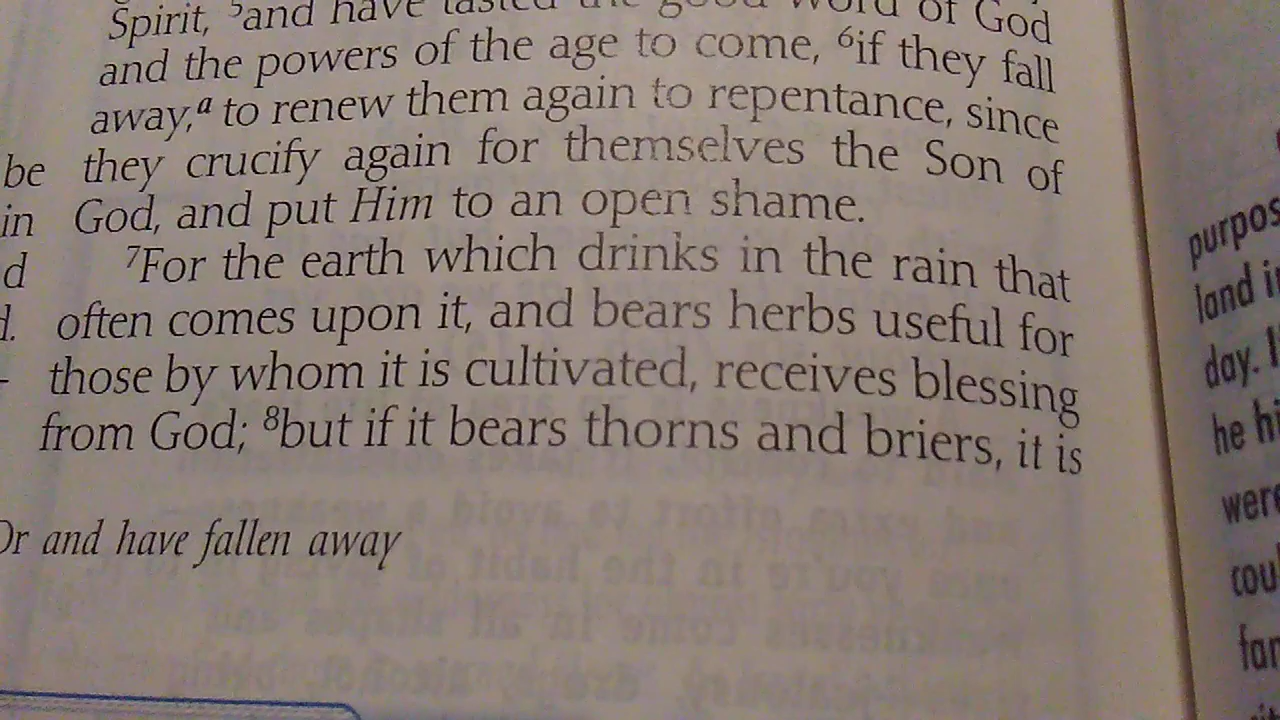 Spirit, ⁵and have tasted the good word of God
and the powers of the age to come, ⁶if they fall
away,ᵃ to renew them again to repentance, since
they crucify again for themselves the Son of
God, and put Him to an open shame.
⁷For the earth which drinks in the rain that
often comes upon it, and bears herbs useful for
those by whom it is cultivated, receives blessing
from God; ⁸but if it bears thorns and briers, it is
Or and have fallen away
be
in
d
purpos
land i
day. I
he hi
were
cou
far